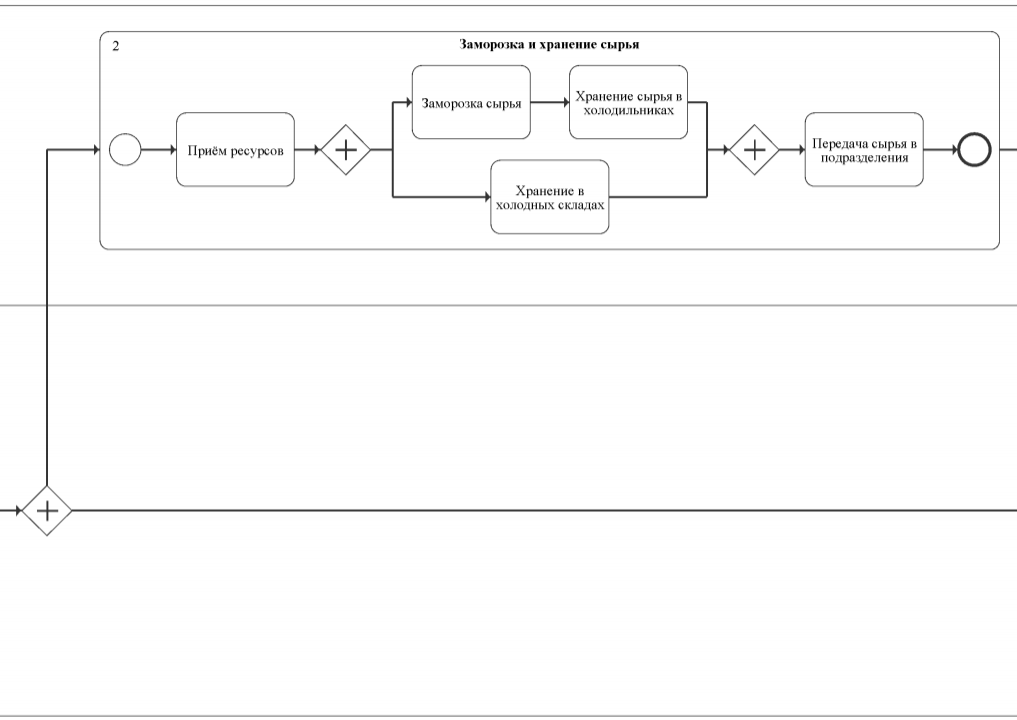 2
Заморозка и хранение сырья
Заморозка сырья
Хранение сырья в
холодильниках
Приём ресурсов
Хранение в
холодных складах
Передача сырья в
подразделения